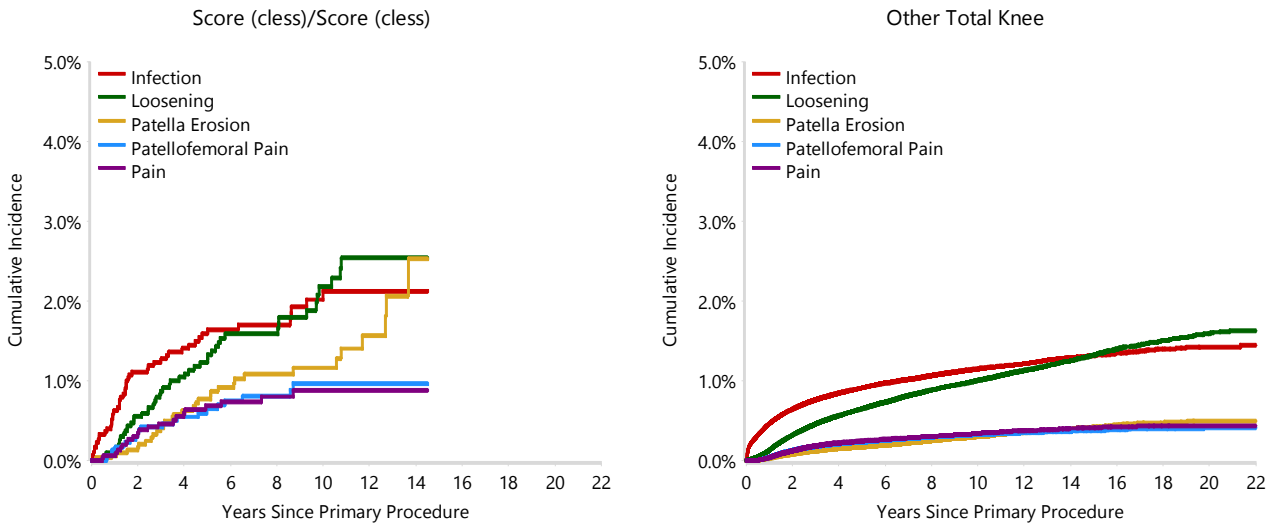 Score (cless)/Score (cless)
5.0%
4.0%
3.0%
2.0%
1.0%
0.0%
Cumulative Incidence
Infection
Loosening
Patella Erosion
Patellofemoral Pain
Pain
0 2 4 6 8 10 12 14 16 18 20 22
Years Since Primary Procedure
Other Total Knee
5.0%
4.0%
3.0%
2.0%
1.0%
0.0%
Cumulative Incidence
Infection
Loosening
Patella Erosion
Patellofemoral Pain
Pain
0 2 4 6 8 10 12 14 16 18 20 22
Years Since Primary Procedure